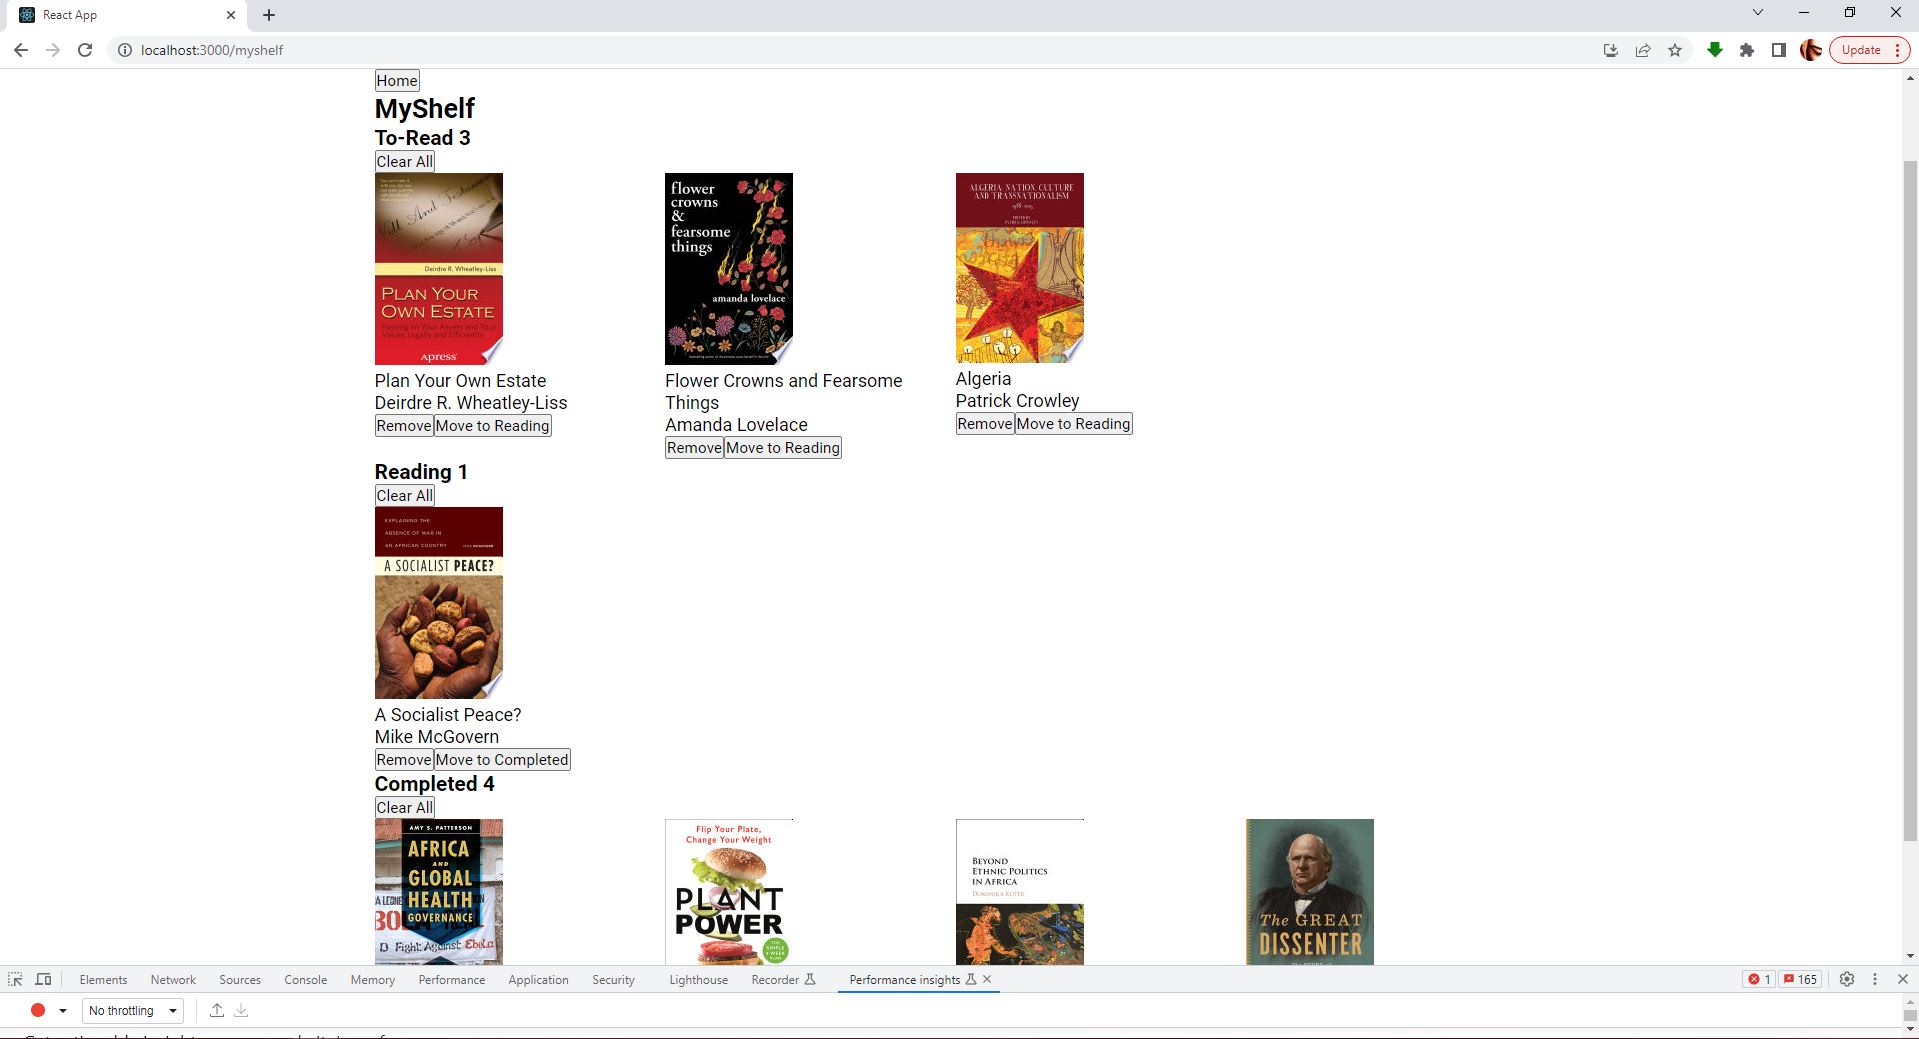 React App
localhost:3000/myshelf
Update
Home
MyShelf
To-Read 3
Clear All
Will And Testament
Deirdre R. Wheatley-Liss
PLAN YOUR
OWN ESTATE
Passing on Your Assets and Your
Values Legally and Efficiently
Apress
flower
crowns
&
fearsome
things
amanda lovelace
ALGERIA: NATION, CULTURE
AND TRANSNATIONALISM
1988-2015
EDITED BY
PATRICK CROWLEY
Plan Your Own Estate
Deirdre R. Wheatley-Liss
Remove Move to Reading
Flower Crowns and Fearsome
Things
Amanda Lovelace
Remove Move to Reading
Algeria
Patrick Crowley
Remove Move to Reading
Reading 1
Clear All
EXPLAINING THE
ABSENCE OF WAR IN
AN AFRICAN COUNTRY
MIKE MCGOVERN
A SOCIALIST PEACE?
A Socialist Peace?
Mike McGovern
Remove Move to Completed
Completed 4
Clear All
AMY S. PATTERSON
AFRICA
AND
GLOBAL
HEALTH
GOVERNANCE
Fight Against Ebola
Flip Your Plate,
Change Your Weight
PLANT
POWER
THE
SIMPLE
4-WEEK
PLAN
BEYOND
ETHNIC POLITICS
IN AFRICA
DOMINIKA KOTER
The GREAT
DISSENTER
Elements Network Sources Console Memory Performance Application Security Lighthouse Recorder Performance insights 1 165
No throttling